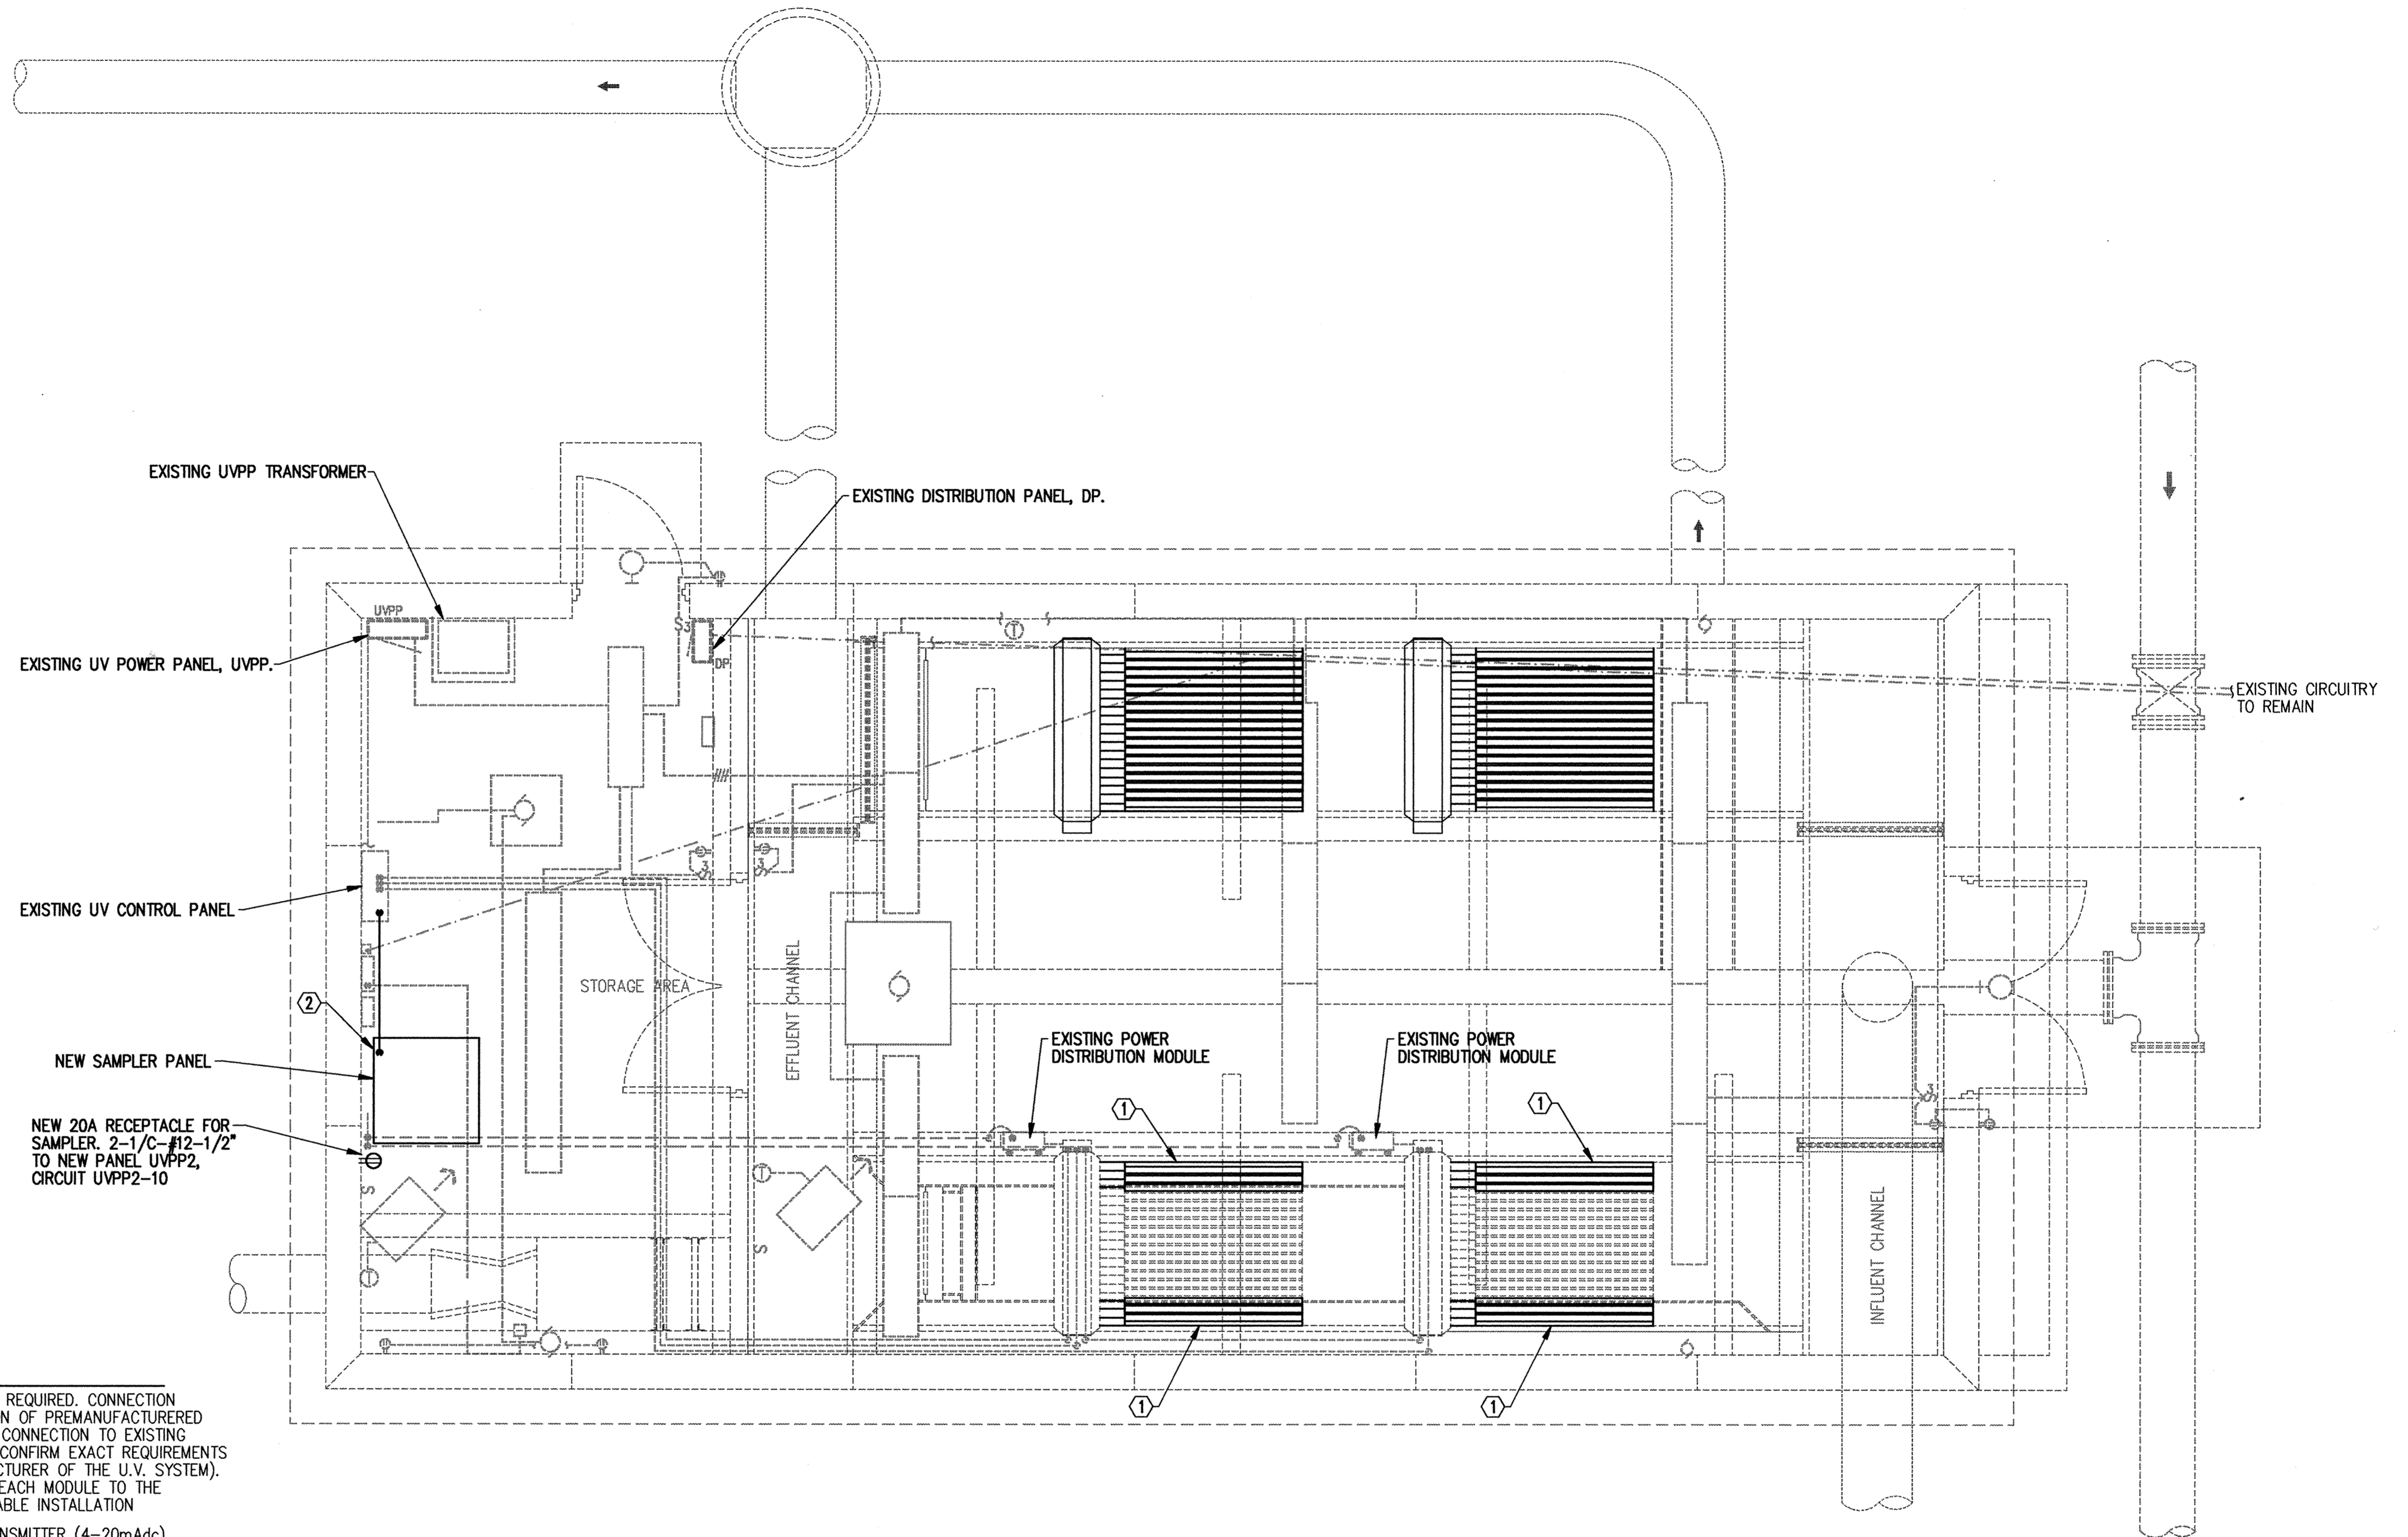 EXISTING UVPP TRANSFORMER
EXISTING DISTRIBUTION PANEL, DP.
UVPP
S3
DP
EXISTING UV POWER PANEL, UVPP.
EXISTING CIRCUITRY
TO REMAIN
S3
S3
EXISTING UV CONTROL PANEL
STORAGE AREA
EFFLUENT CHANNEL
2
NEW SAMPLER PANEL
EXISTING POWER
DISTRIBUTION MODULE
EXISTING POWER
DISTRIBUTION MODULE
1
1
S3
NEW 20A RECEPTACLE FOR
SAMPLER. 2-1/C-#12-1/2"
TO NEW PANEL UVPP2,
CIRCUIT UVPP2-10
T
T
T
S
S
INFLUENT CHANNEL
1
1
REQUIRED. CONNECTION
N OF PREMANUFACTURERED
CONNECTION TO EXISTING
CONFIRM EXACT REQUIREMENTS
CTURER OF THE U.V. SYSTEM).
EACH MODULE TO THE
ABLE INSTALLATION
NSMITTER (4-20mAdc)